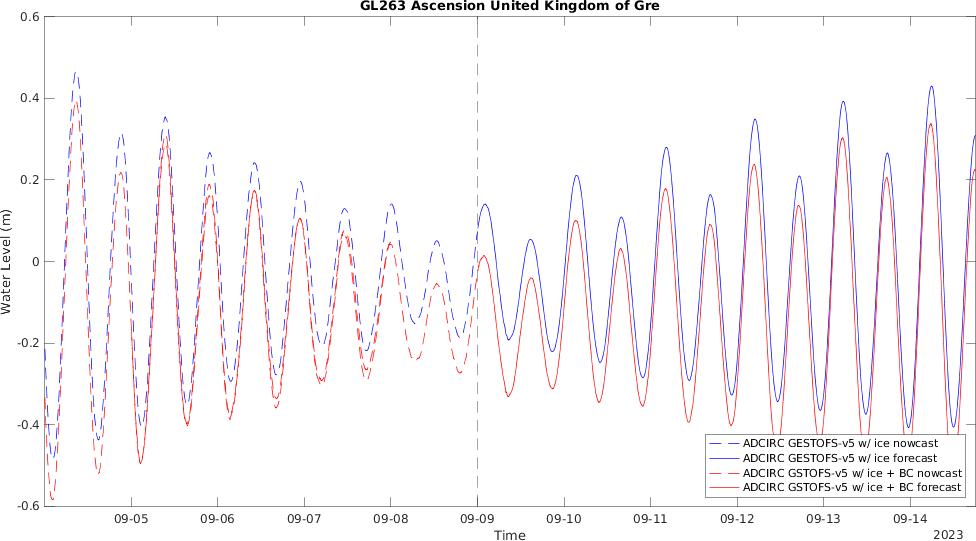 GL263 Ascension United Kingdom of Gre
0.6
0.4
0.2
0
-0.2
-0.4
-0.6
Water Level (m)
ADCIRC GESTOFS-v5 w/ ice nowcast
ADCIRC GESTOFS-v5 w/ ice forecast
ADCIRC GSTOFS-v5 w/ ice + BC nowcast
ADCIRC GSTOFS-v5 w/ ice + BC forecast
09-05 09-06 09-07 09-08 09-09 09-10 09-11 09-12 09-13 09-14
Time
2023